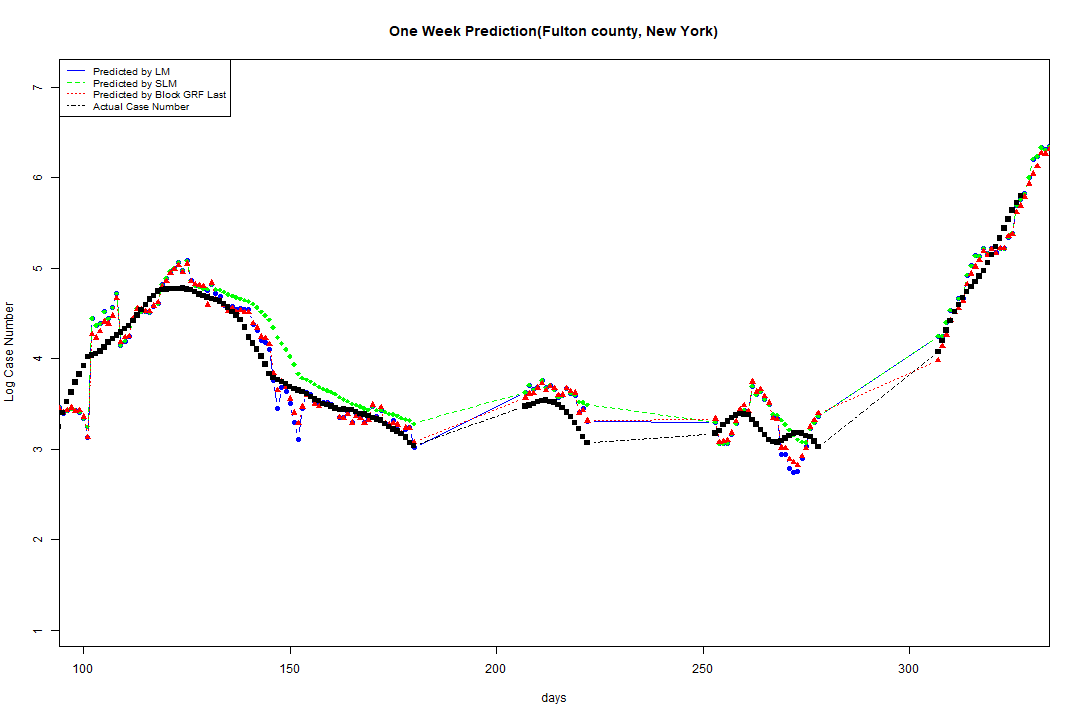 One Week Prediction(Fulton county, New York)
Predicted by LM
Predicted by SLM
Predicted by Block GRF Last
Actual Case Number
7
6
5
4
3
2
1
Log Case Number
100 150 200 250 300
days